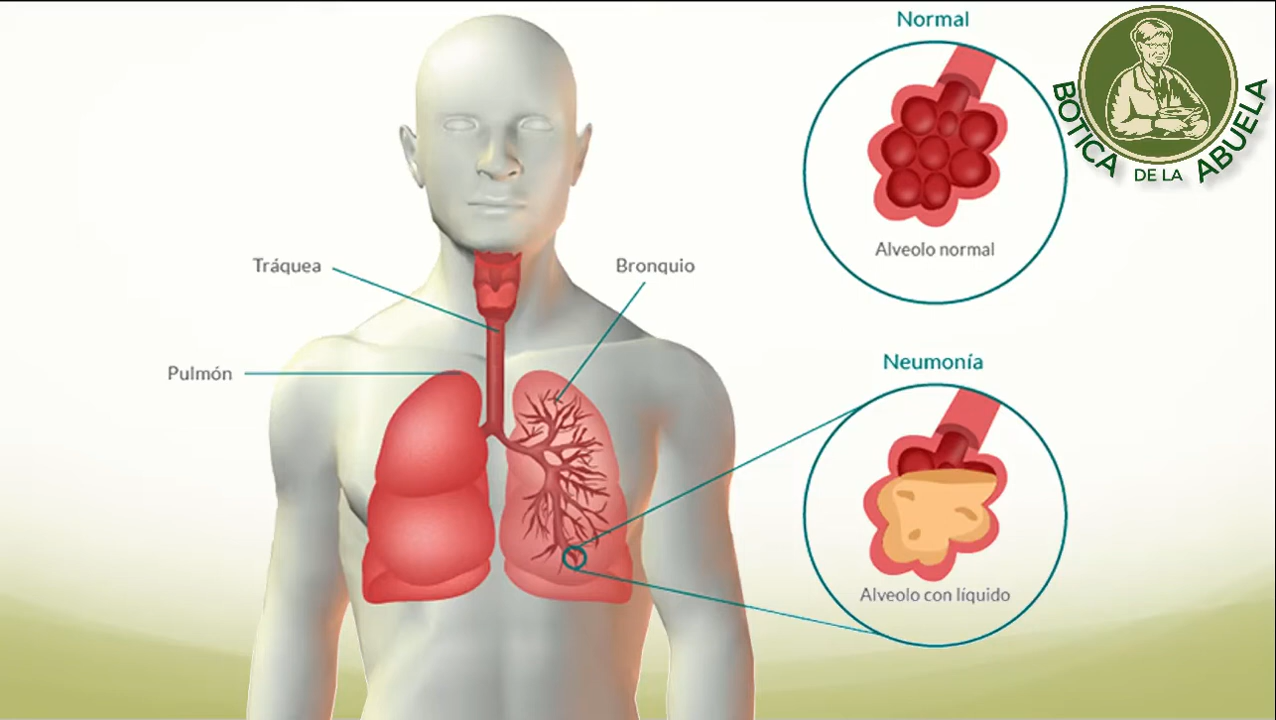 Normal
BOTICA
DE LA
ABUELA
Alveolo normal
Tráquea
Bronquio
Pulmón
Neumonía
Alveolo con líquido